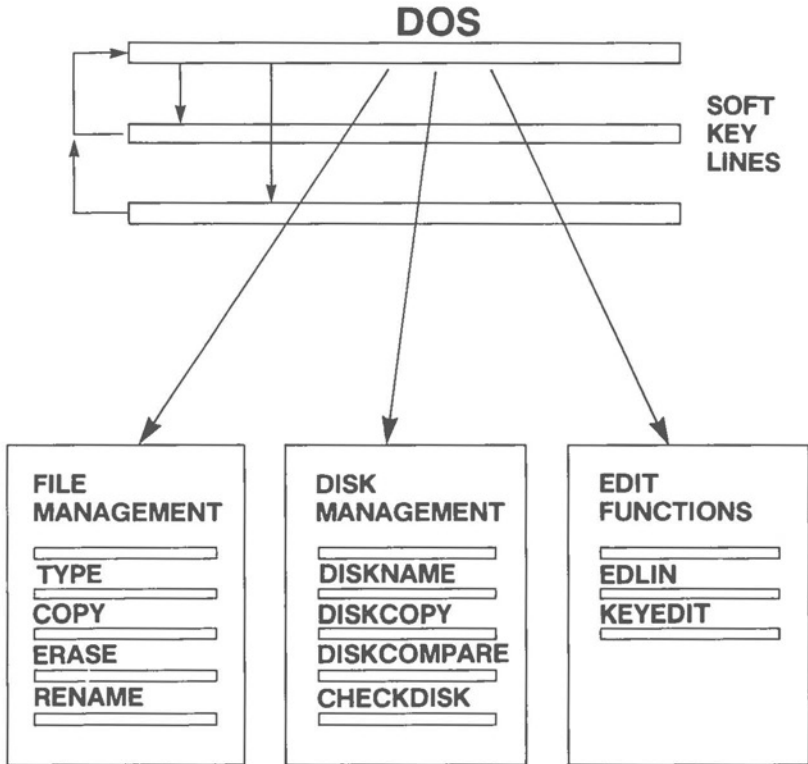 DOS
SOFT
KEY
LINES
FILE
MANAGEMENT
TYPE
COPY
ERASE
RENAME
DISK
MANAGEMENT
DISKNAME
DISKCOPY
DISKCOMPARE
CHECKDISK
EDIT
FUNCTIONS
EDLIN
KEYEDIT